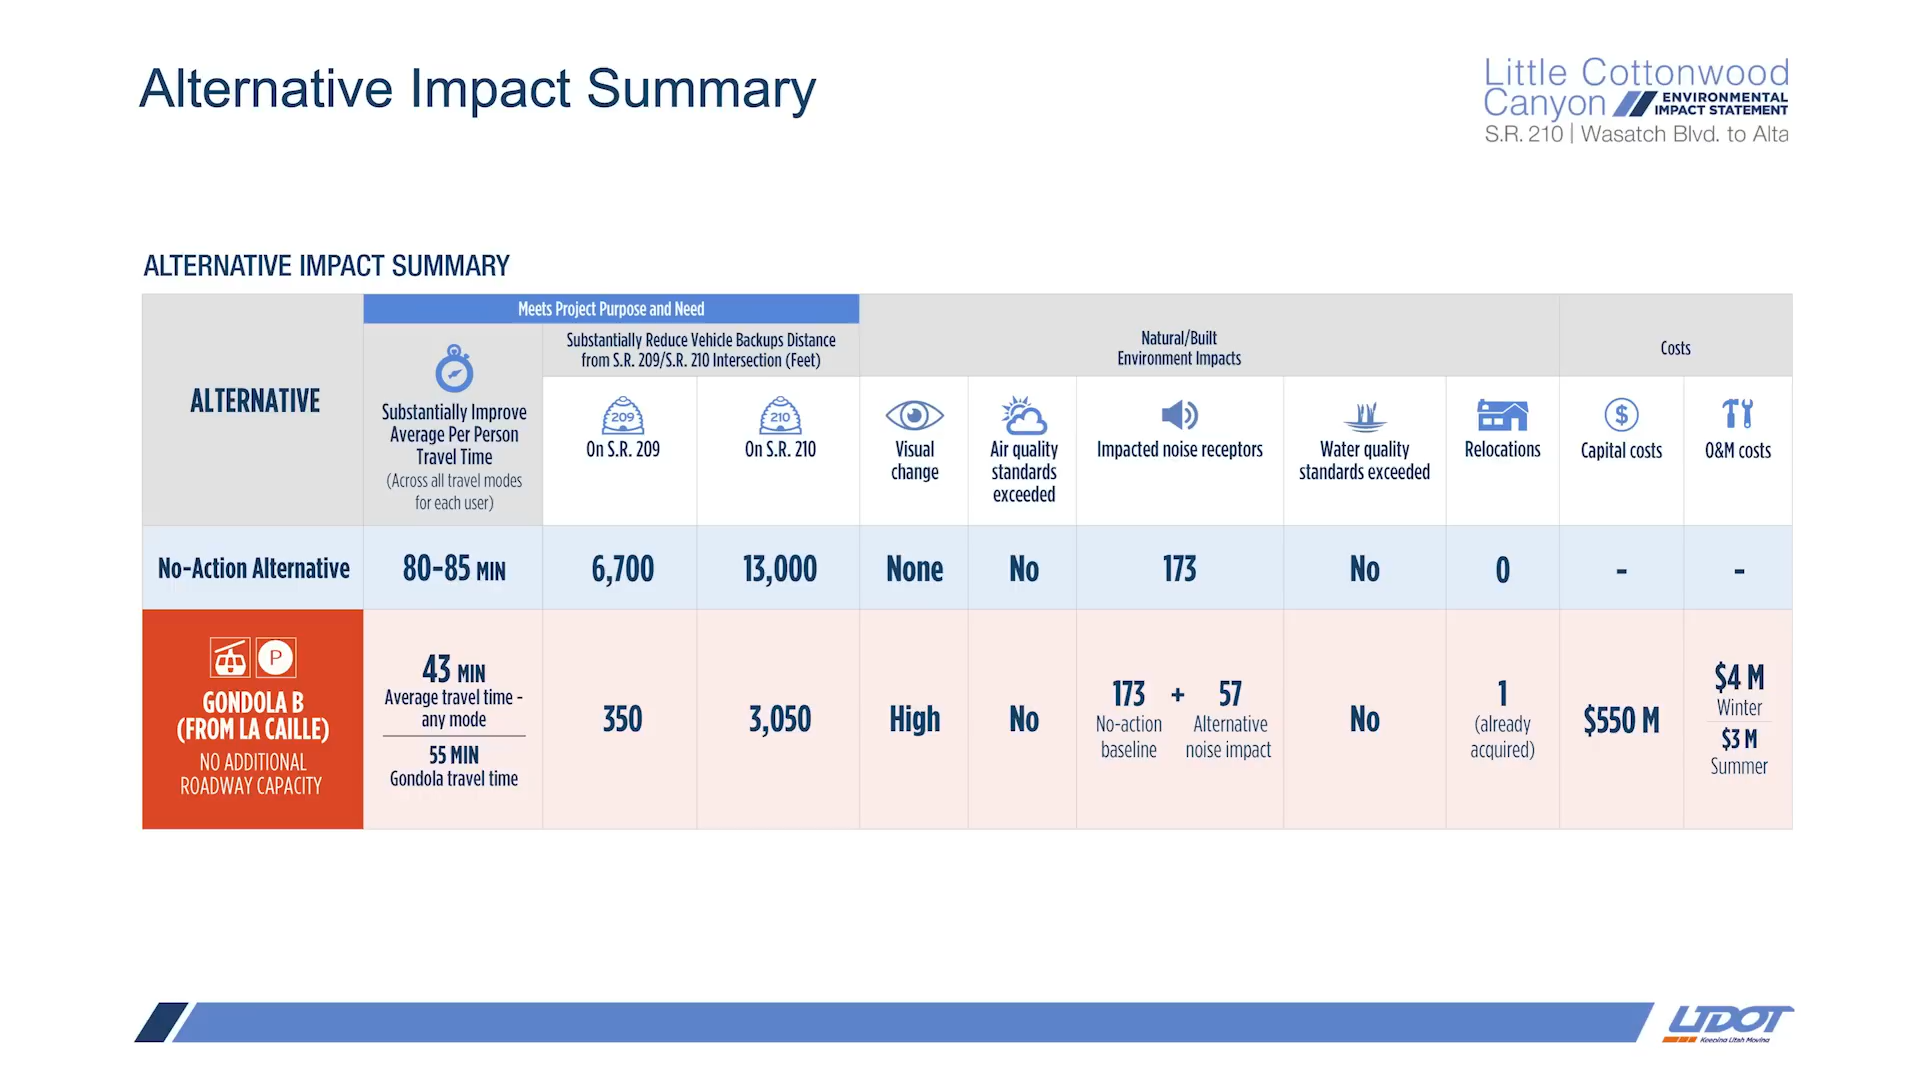 Alternative Impact Summary
Little Cottonwood
Canyon ENVIRONMENTAL
IMPACT STATEMENT
S.R. 210 | Wasatch Blvd. to Alta
ALTERNATIVE IMPACT SUMMARY
ALTERNATIVE
Meets Project Purpose and Need
Substantially Improve
Average Per Person
Travel Time
(Across all travel modes
for each user)
Substantially Reduce Vehicle Backups Distance
from S.R. 209/S.R. 210 Intersection (Feet)
209
On S.R. 209
210
On S.R. 210
Natural/Built
Environment Impacts
Visual
change
Air quality
standards
exceeded
Impacted noise receptors
Water quality
standards exceeded
Relocations
Costs
$
Capital costs
O&M costs
No-Action Alternative
80-85 MIN
6,700
13,000
None
No
173
No
0
-
-
P
GONDOLA B
(FROM LA CAILLE)
NO ADDITIONAL
ROADWAY CAPACITY
43 MIN
Average travel time -
any mode
55 MIN
Gondola travel time
350
3,050
High
No
173 + 57
No-action Alternative
baseline noise impact
No
1
(already
acquired)
$550 M
$4 M
Winter
$3 M
Summer
UDOT
Keeping Utah Moving